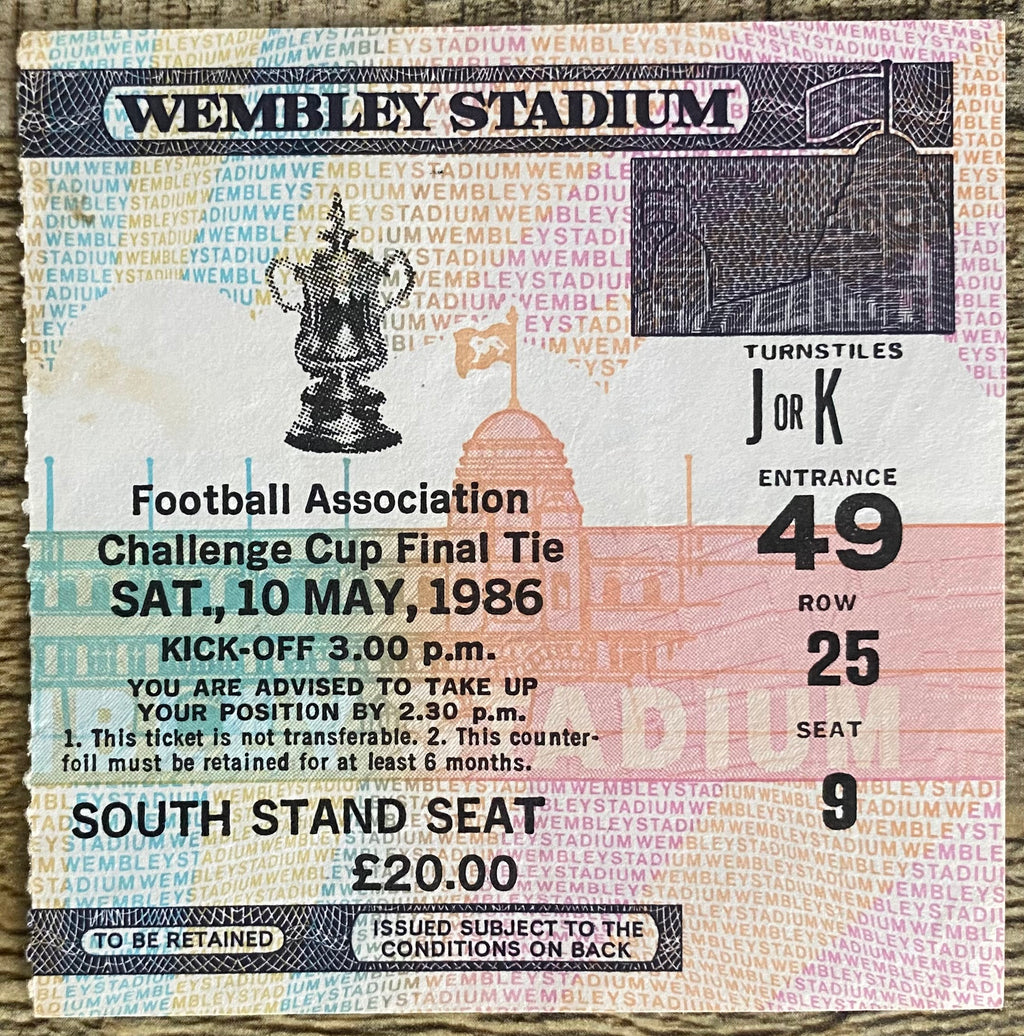 WEMBLEY STADIUM
TURNSTILES
J OR K
ENTRANCE
49
ROW
25
SEAT
9
Football Association
Challenge Cup Final Tie
SAT., 10 MAY, 1986
KICK-OFF 3.00 p.m.
YOU ARE ADVISED TO TAKE UP
YOUR POSITION BY 2.30 p.m.
1. This ticket is not transferable. 2. This counter-
foil must be retained for at least 6 months.
SOUTH STAND SEAT
£20.00
TO BE RETAINED
ISSUED SUBJECT TO THE
CONDITIONS ON BACK
STADIUM